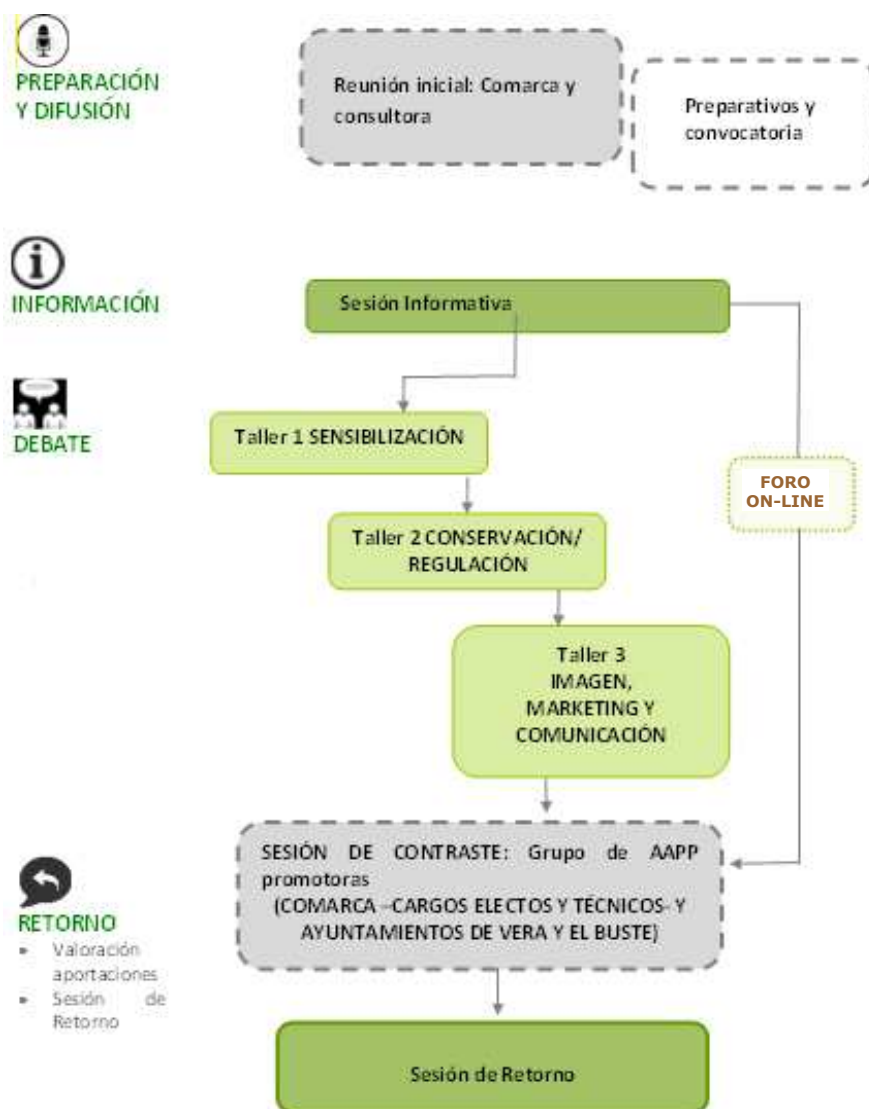 PREPARACIÓN
Y DIFUSIÓN
Reunión inicial: Comarca y
consultora
Preparativos y
convocatoria
INFORMACIÓN
Sesión Informativa
DEBATE
Taller 1 SENSIBILIZACIÓN
FORO
ON-LINE
Taller 2 CONSERVACIÓN/
REGULACIÓN
Taller 3
IMAGEN,
MARKETING Y
COMUNICACIÓN
SESIÓN DE CONTRASTE: Grupo de AAPP
promotoras
(COMARCA –CARGOS ELECTOS Y TÉCNICOS- Y
AYUNTAMIENTOS DE VERA Y EL BUSTE)
RETORNO
• Valoración
aportaciones
• Sesión de
Retorno
Sesión de Retorno